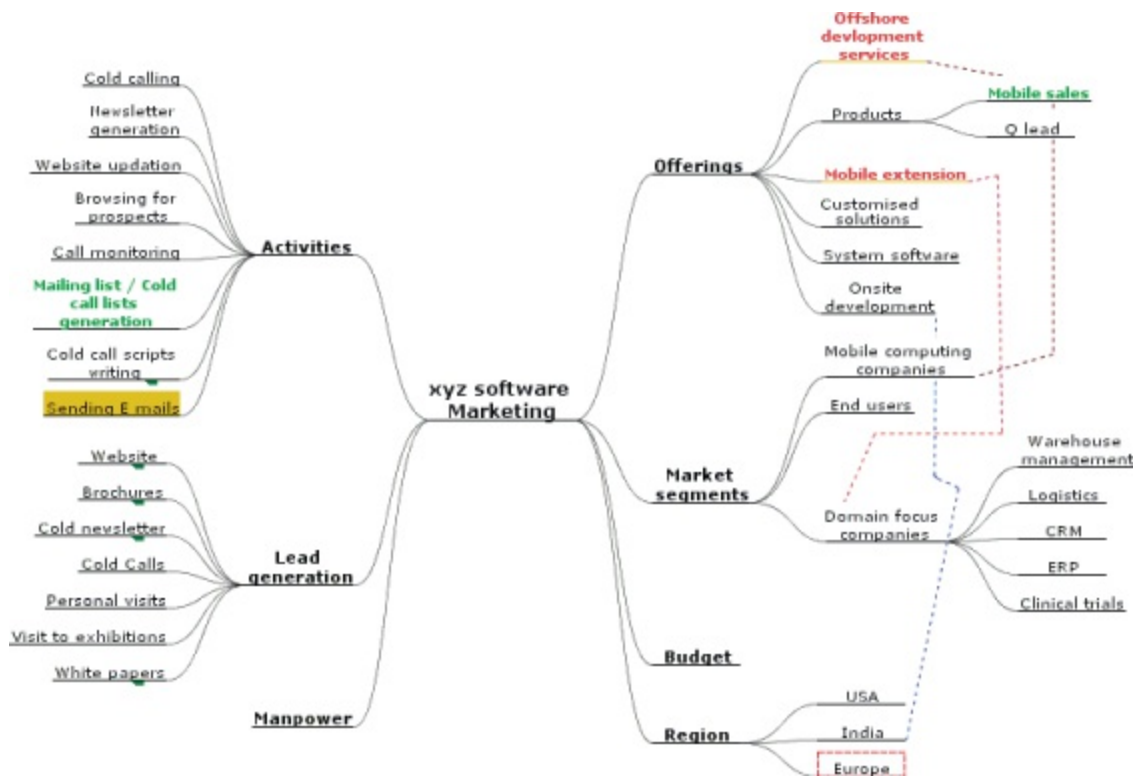 Offshore
devlopment
services
Cold calling
Mobile sales
Newsletter
generation
Products
Q lead
Website updation
Offerings
Mobile extension
Browsing for
prospects
Customised
solutions
Activities
Call monitoring
System software
Mailing list / Cold
call lists
generation
Onsite
development
Cold call scripts
writing
Mobile computing
companies
xyz software
Marketing
Sending E mails
End users
Website
Warehouse
management
Market
segments
Brochures
Logistics
Cold newsletter
Domain focus
companies
CRM
Lead
generation
Cold Calls
ERP
Personal visits
Clinical trials
Visit to exhibitions
Budget
White papers
USA
Manpower
Region
India
Europe